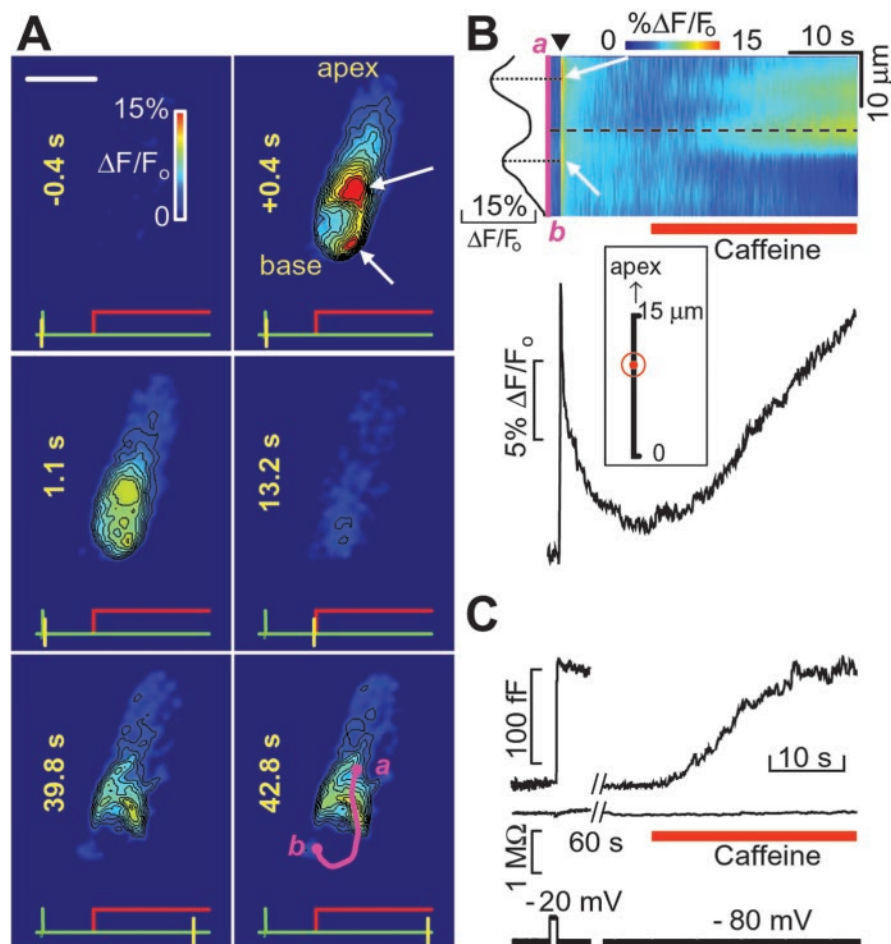 A
-0.4 s
15%
ΔF/Fo
0
apex
+0.4 s
base
1.1 s
13.2 s
39.8 s
42.8 s
a
b
B
a
0
%ΔF/Fo
15
10 s
10 μm
15%
ΔF/Fo
b
Caffeine
apex
15 μm
0
5% ΔF/Fo
C
100 fF
10 s
1 MΩ
60 s
Caffeine
-20 mV
- 80 mV